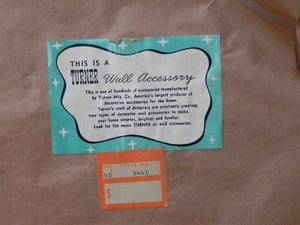 THIS IS A
TURNER Wall Accessory
This is one of hundreds of accessories manufactured
by Turner Mfg. Co. America's largest producer of
decorative accessories for the home.
Turner's staff of designers are constantly creating
new types of decorator wall accessories to make
your home smarter, brighter and lovelier.
Look for the name TURNER on wall accessories.
STYLE NO.
51 3461
$